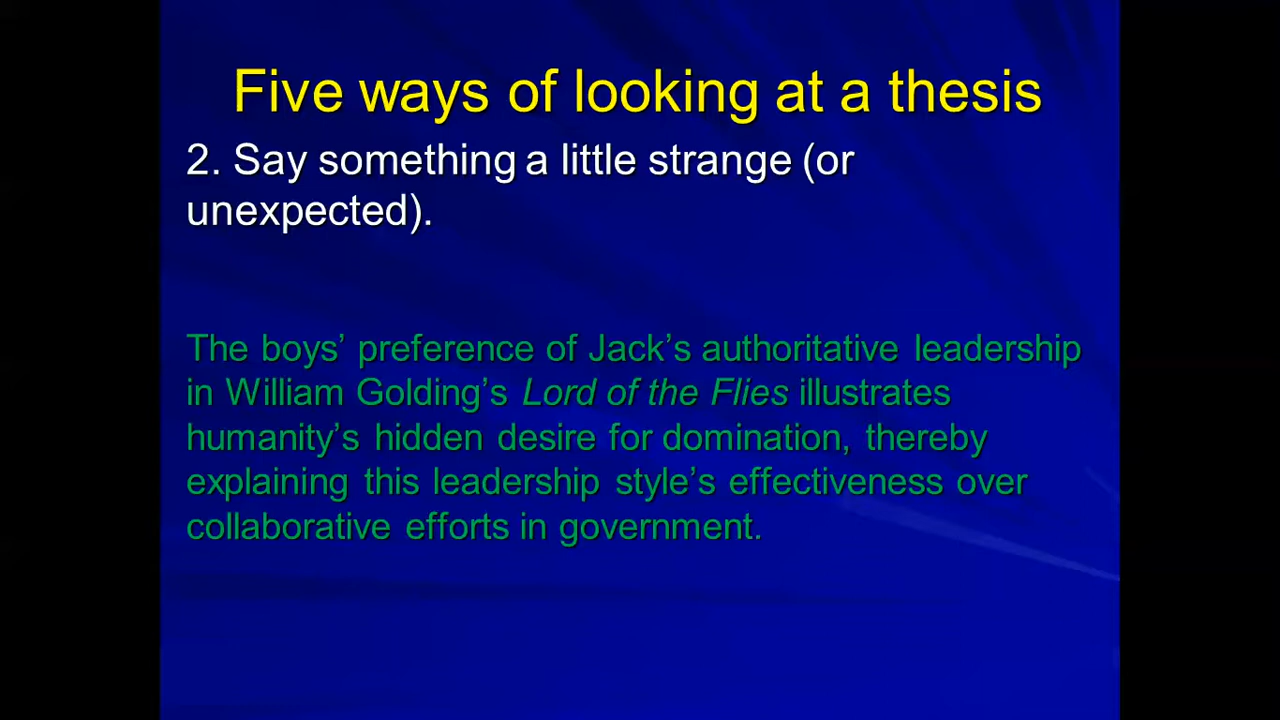 Five ways of looking at a thesis
2. Say something a little strange (or
unexpected).
The boys’ preference of Jack’s authoritative leadership
in William Golding’s Lord of the Flies illustrates
humanity’s hidden desire for domination, thereby
explaining this leadership style’s effectiveness over
collaborative efforts in government.